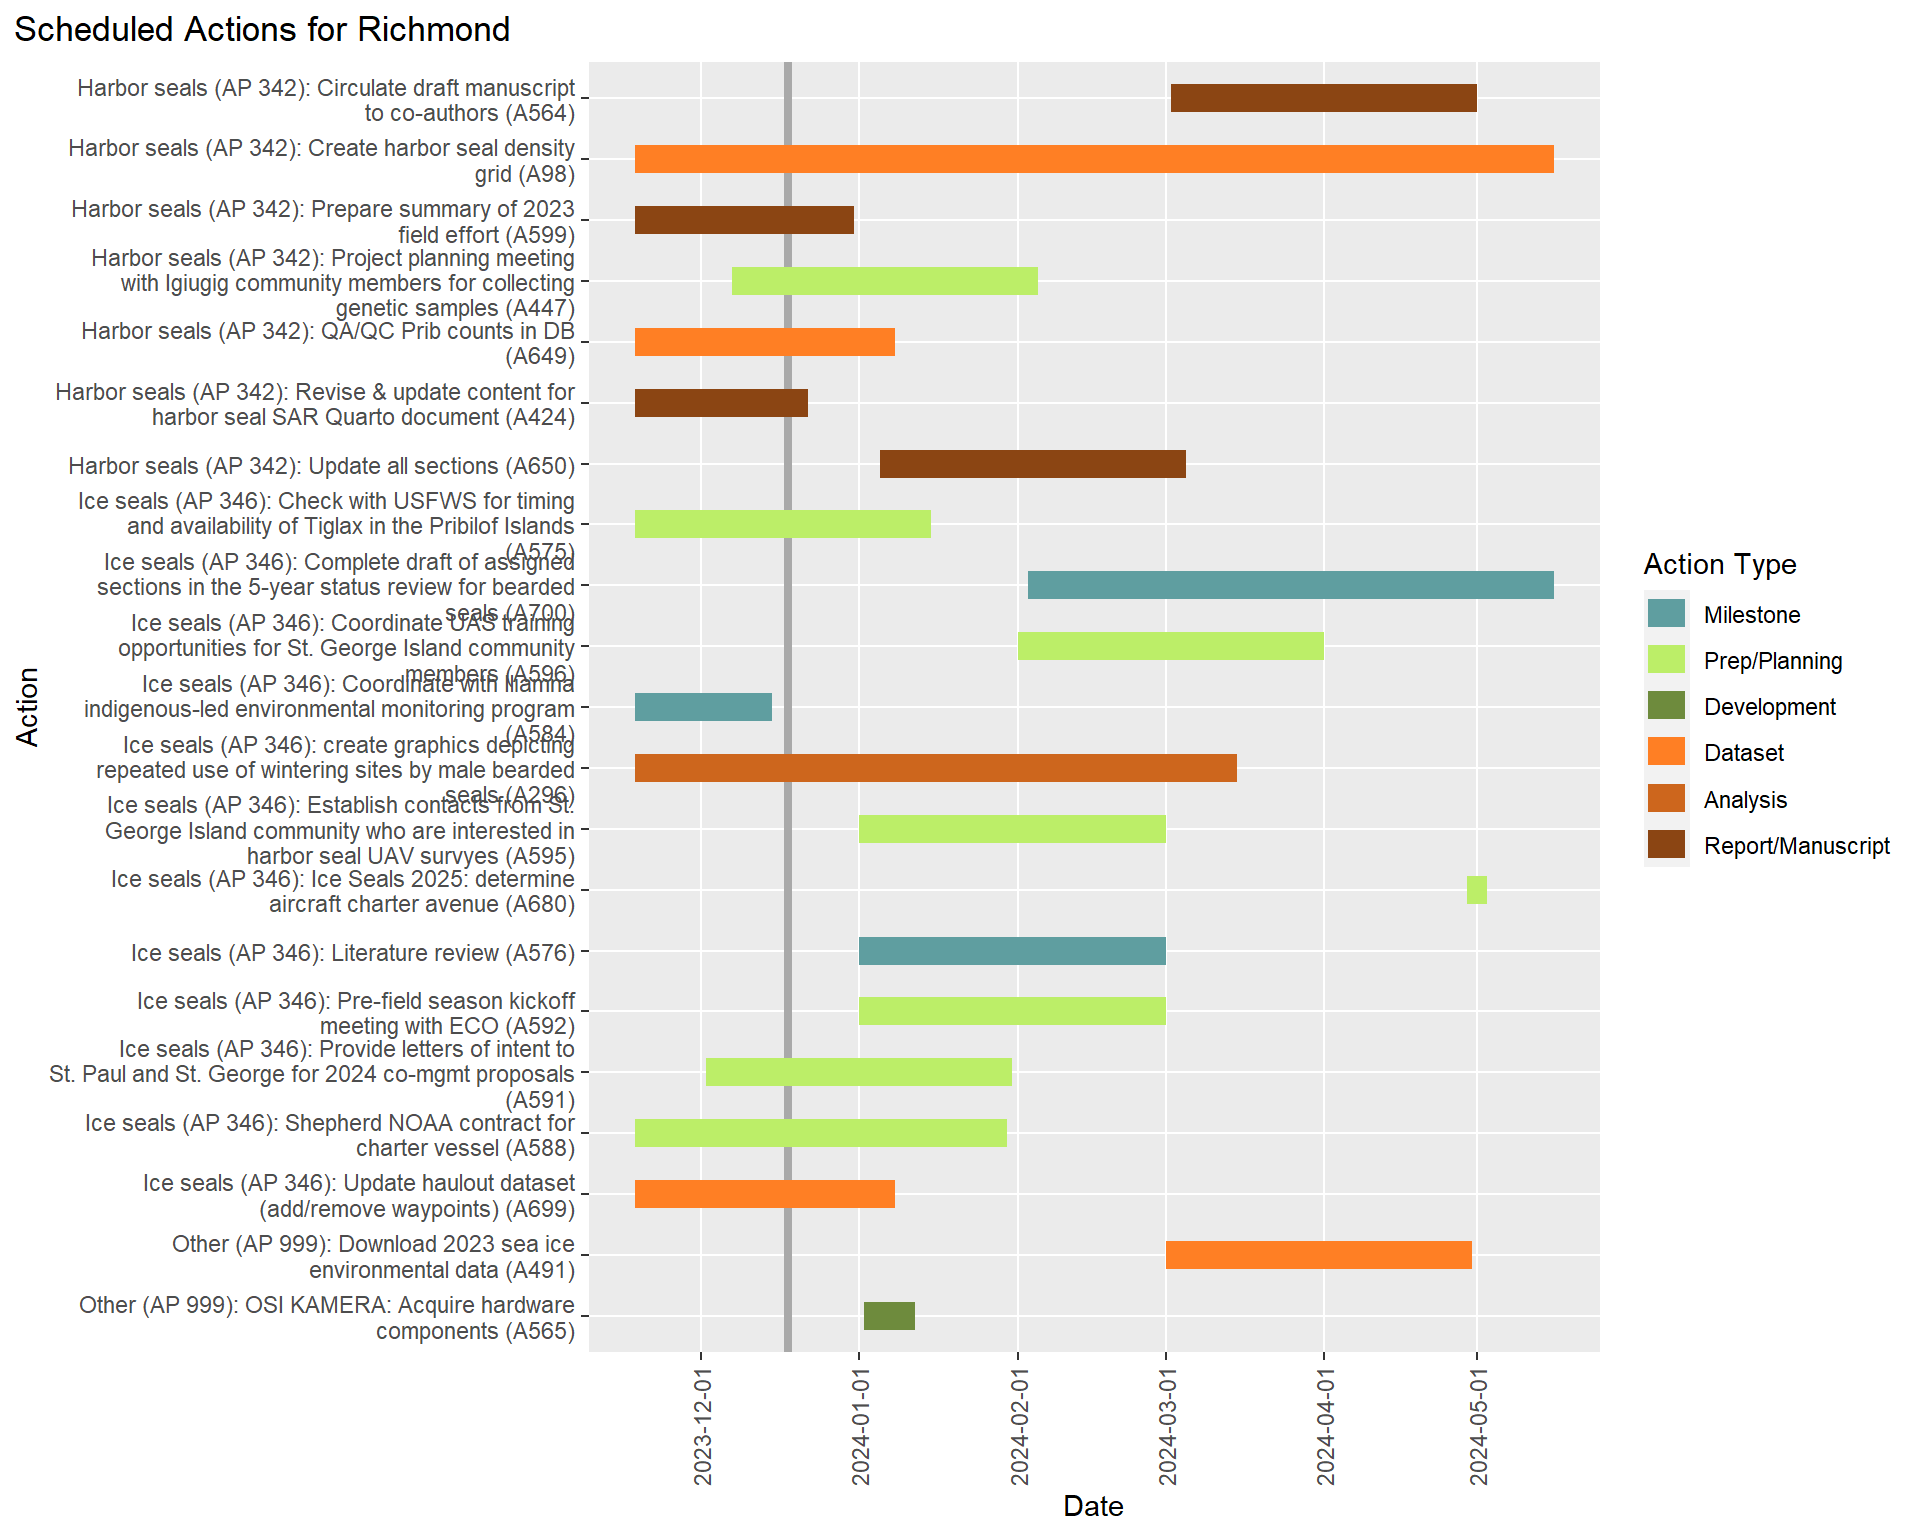 Scheduled Actions for Richmond
Harbor seals (AP 342): Circulate draft manuscript
to co-authors (A564)
Harbor seals (AP 342): Create harbor seal density
grid (A98)
Harbor seals (AP 342): Prepare summary of 2023
field effort (A599)
Harbor seals (AP 342): Project planning meeting
with Igiugig community members for collecting
genetic samples (A447)
Harbor seals (AP 342): QA/QC Prib counts in DB
(A649)
Harbor seals (AP 342): Revise & update content for
harbor seal SAR Quarto document (A424)
Harbor seals (AP 342): Update all sections (A650)
Ice seals (AP 346): Check with USFWS for timing
and availability of Tiglax in the Pribilof Islands
(A575)
Ice seals (AP 346): Complete draft of assigned
sections in the 5-year status review for bearded
seals (A700)
Ice seals (AP 346): Coordinate UAS training
opportunities for St. George Island community
members (A596)
Ice seals (AP 346): Coordinate with Iliamna
indigenous-led environmental monitoring program
(A584)
Ice seals (AP 346): create graphics depicting
repeated use of wintering sites by male bearded
seals (A296)
Ice seals (AP 346): Establish contacts from St.
George Island community who are interested in
harbor seal UAV survyes (A595)
Ice seals (AP 346): Ice Seals 2025: determine
aircraft charter avenue (A680)
Ice seals (AP 346): Literature review (A576)
Ice seals (AP 346): Pre-field season kickoff
meeting with ECO (A592)
Ice seals (AP 346): Provide letters of intent to
St. Paul and St. George for 2024 co-mgmt proposals
(A591)
Ice seals (AP 346): Shepherd NOAA contract for
charter vessel (A588)
Ice seals (AP 346): Update haulout dataset
(add/remove waypoints) (A699)
Other (AP 999): Download 2023 sea ice
environmental data (A491)
Other (AP 999): OSI KAMERA: Acquire hardware
components (A565)
Action
2023-12-01
2024-01-01
2024-02-01
2024-03-01
2024-04-01
2024-05-01
Date
Action Type
Milestone
Prep/Planning
Development
Dataset
Analysis
Report/Manuscript